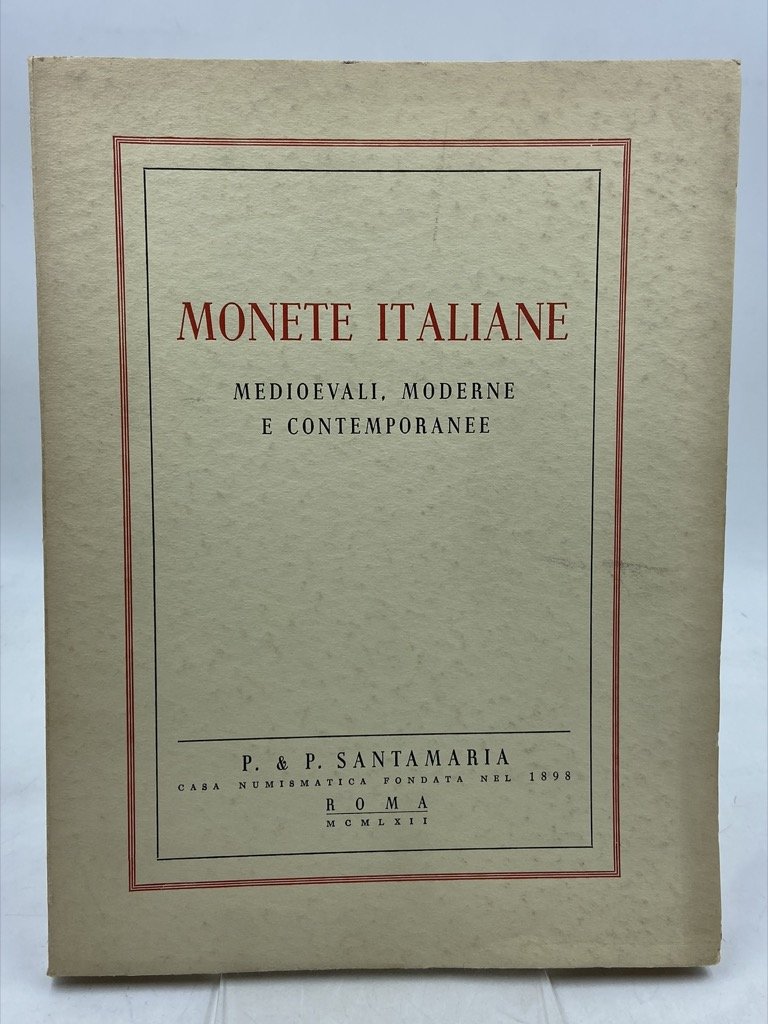 MONETE ITALIANE
MEDIOEVALI, MODERNE
E CONTEMPORANEE
P. & P. SANTAMARIA
CASA NUMISMATICA FONDATA NEL 1898
ROMA
MCMLXII